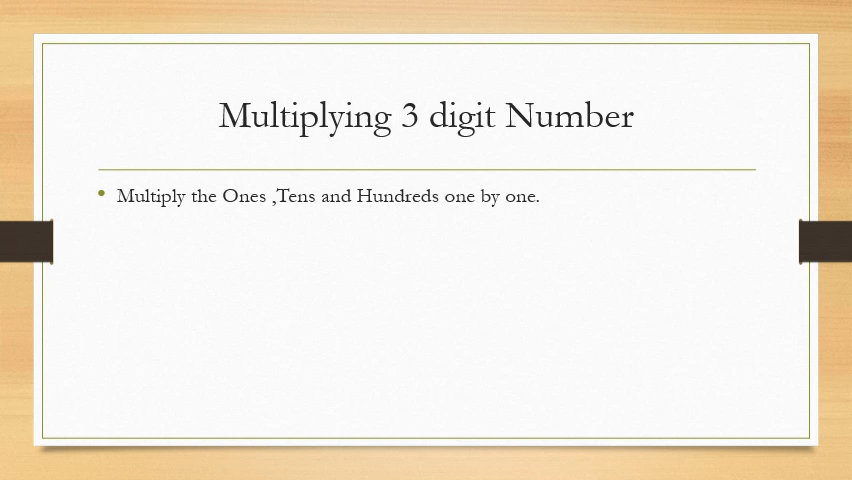 Multiplying 3 digit Number
Multiply the Ones ,Tens and Hundreds one by one.